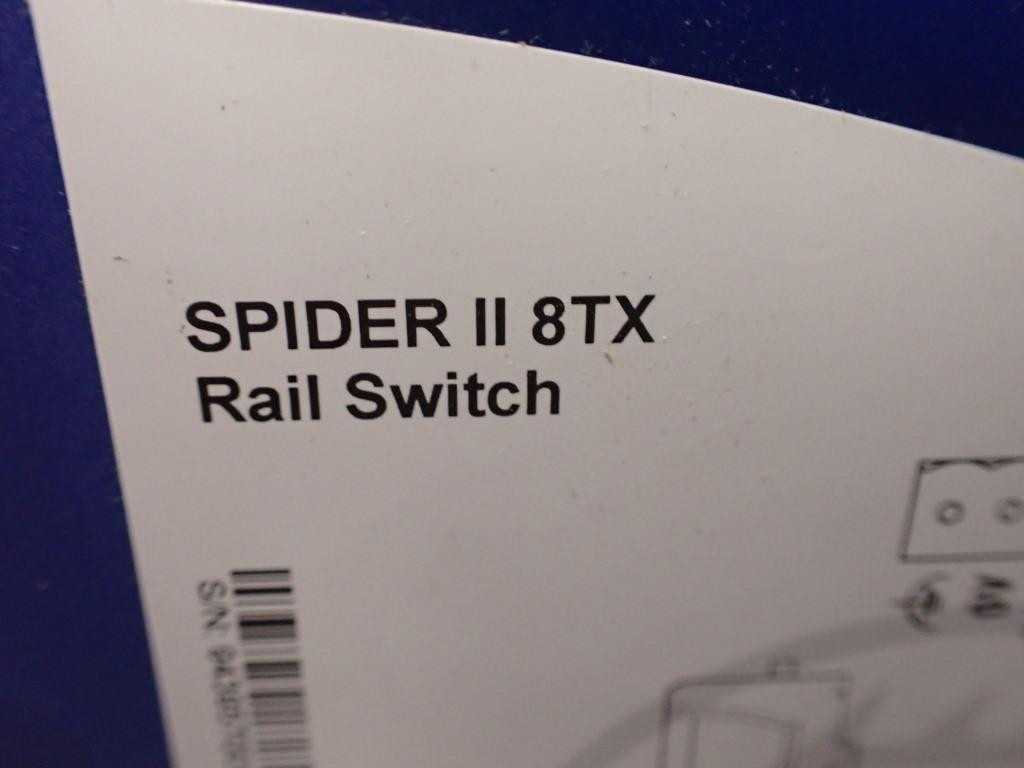 SPIDER II 8TX
Rail Switch
S/N: